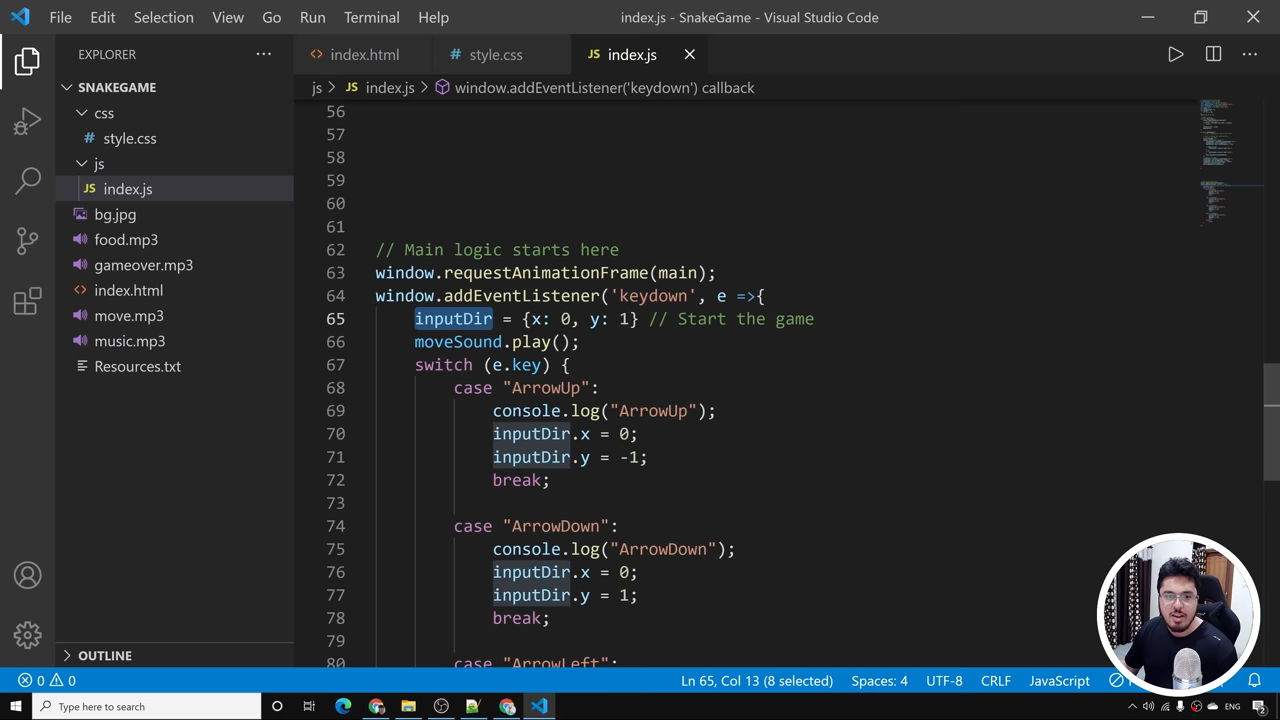 File Edit Selection View Go Run Terminal Help index.js - SnakeGame - Visual Studio Code
EXPLORER
SNAKEGAME
css
# style.css
js
JS index.js
bg.jpg
food.mp3
gameover.mp3
<> index.html
move.mp3
music.mp3
Resources.txt
OUTLINE
<> index.html # style.css JS index.js
js > JS index.js > window.addEventListener('keydown') callback
56
57
58
59
60
61
62 // Main logic starts here
63 window.requestAnimationFrame(main);
64 window.addEventListener('keydown', e =>{
65 inputDir = {x: 0, y: 1} // Start the game
66 moveSound.play();
67 switch (e.key) {
68 case "ArrowUp":
69 console.log("ArrowUp");
70 inputDir.x = 0;
71 inputDir.y = -1;
72 break;
73
74 case "ArrowDown":
75 console.log("ArrowDown");
76 inputDir.x = 0;
77 inputDir.y = 1;
78 break;
79
80 case "ArrowLeft":
0 0 Ln 65, Col 13 (8 selected) Spaces: 4 UTF-8 CRLF JavaScript
Type here to search ENG